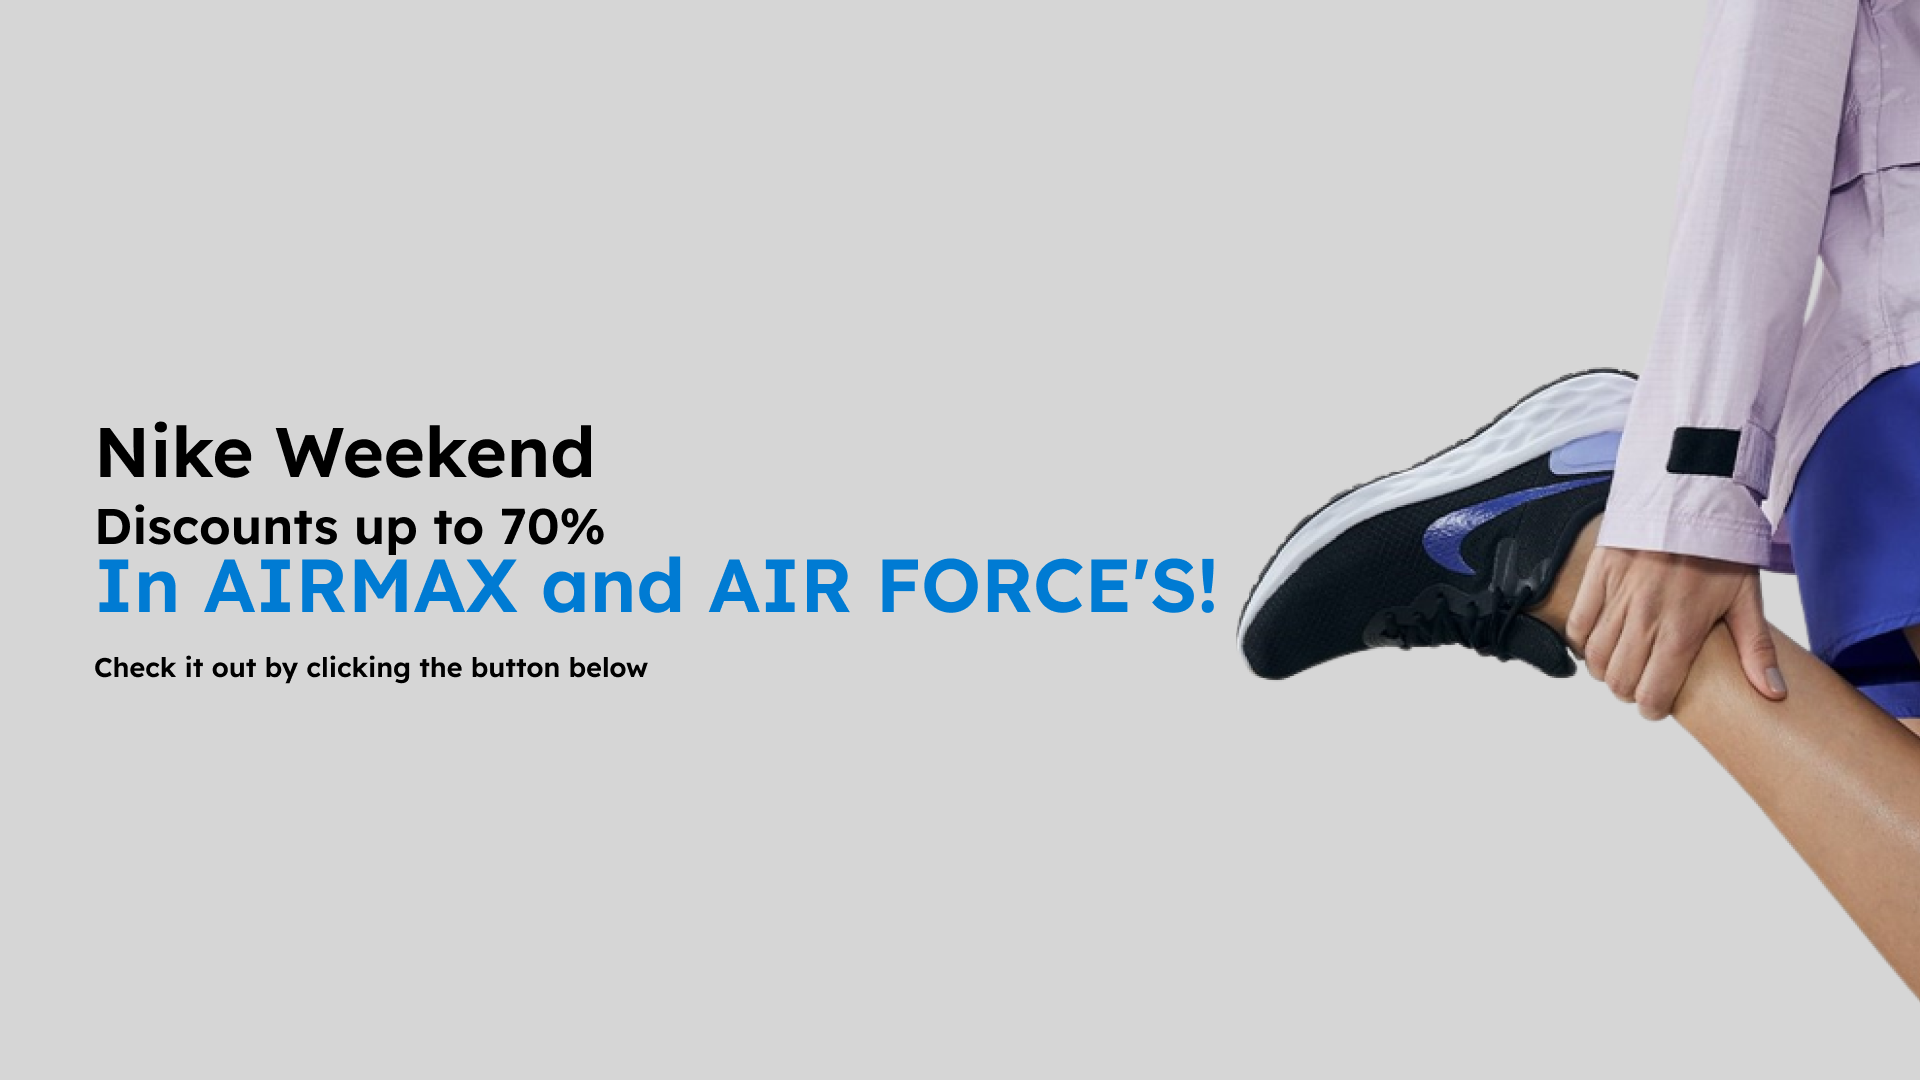 Nike Weekend
Discounts up to 70%
In AIRMAX and AIR FORCE'S!
Check it out by clicking the button below